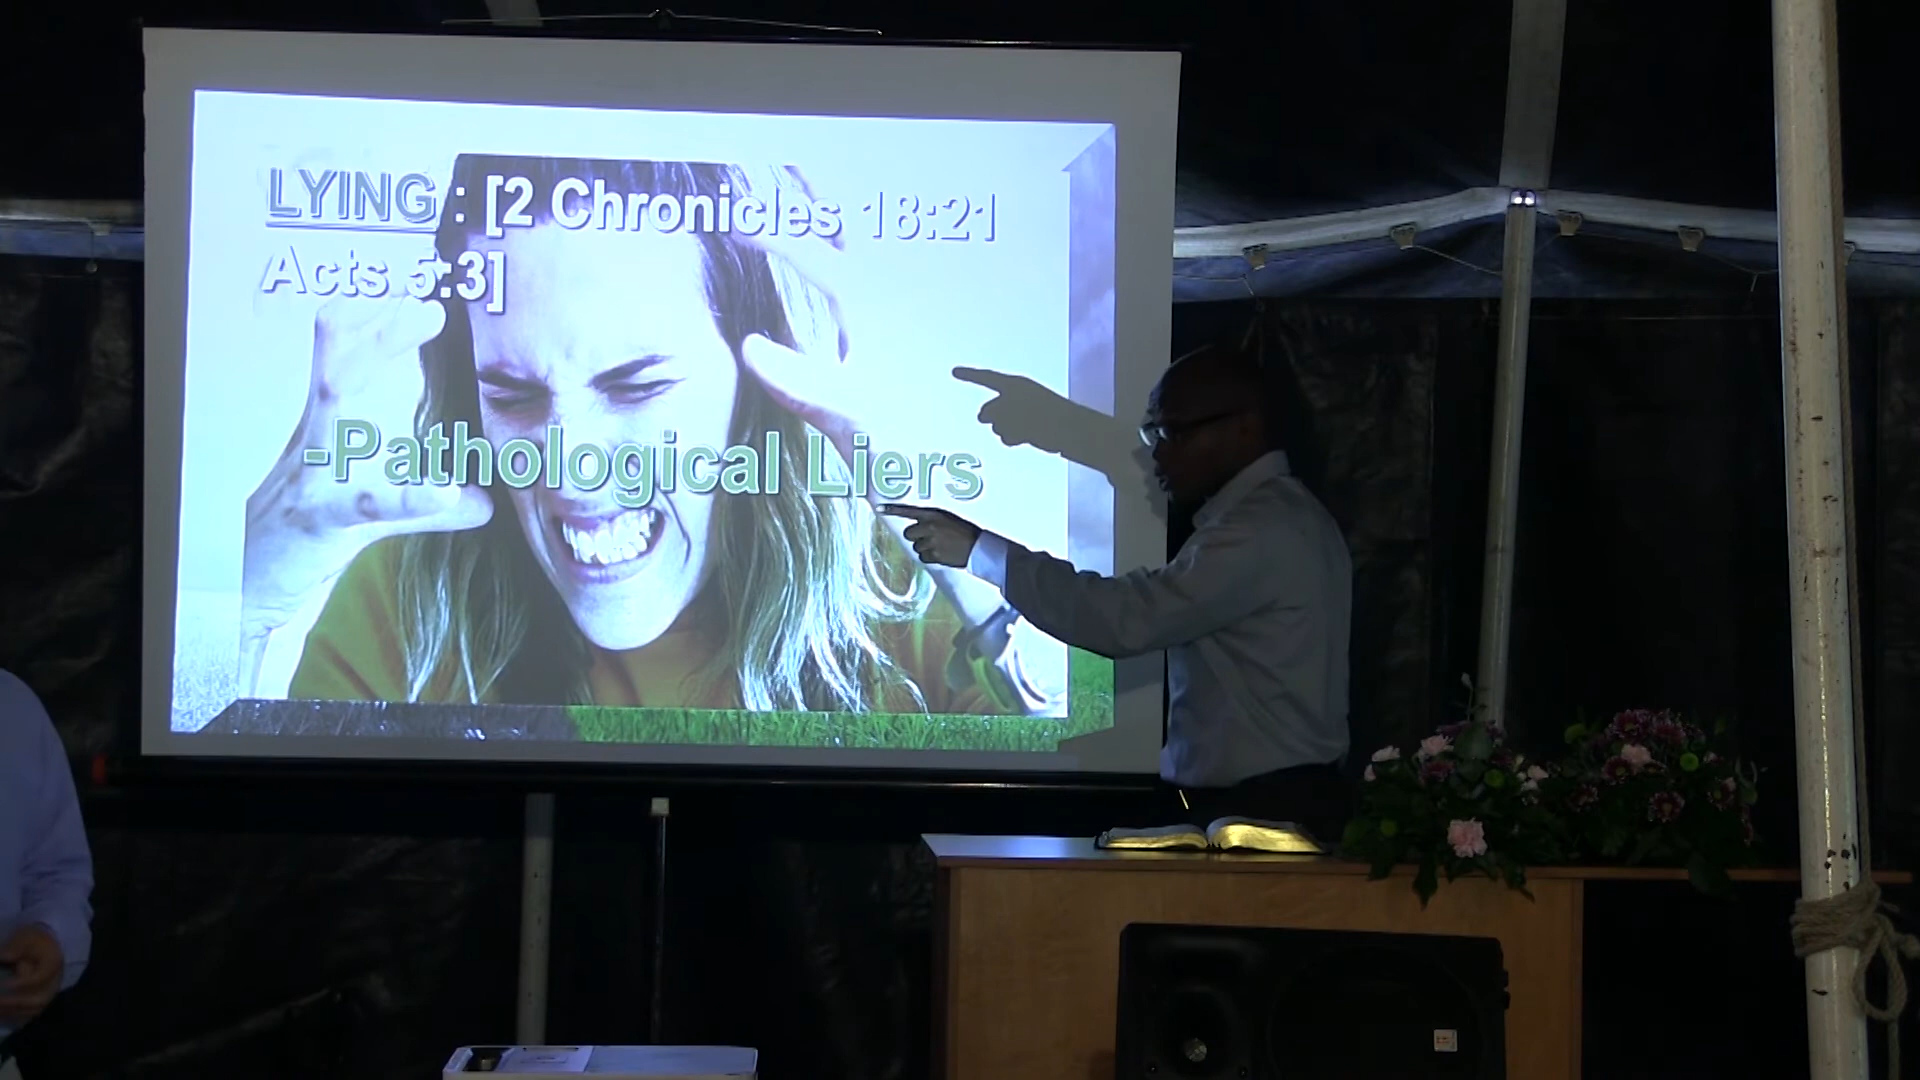 LYING : [2 Chronicles 18:21
Acts 5:3]
-Pathological Liers